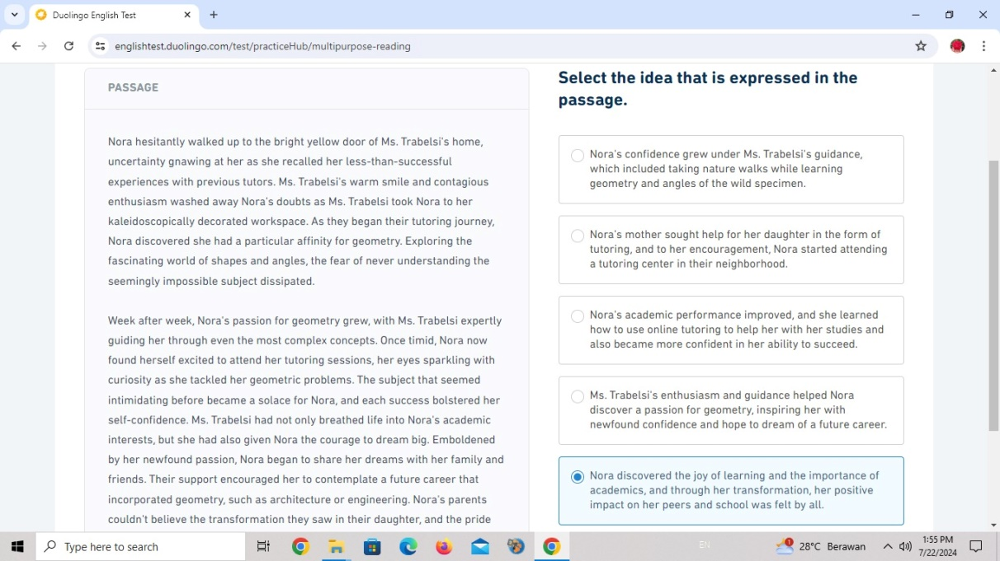 Duolingo English Test
englishtest.duolingo.com/test/practiceHub/multipurpose-reading
PASSAGE
Nora hesitantly walked up to the bright yellow door of Ms. Trabelsi's home,
uncertainty gnawing at her as she recalled her less-than-successful
experiences with previous tutors. Ms. Trabelsi's warm smile and contagious
enthusiasm washed away Nora's doubts as Ms. Trabelsi took Nora to her
kaleidoscopically decorated workspace. As they began their tutoring journey,
Nora discovered she had a particular affinity for geometry. Exploring the
fascinating world of shapes and angles, the fear of never understanding the
seemingly impossible subject dissipated.
Week after week, Nora's passion for geometry grew, with Ms. Trabelsi expertly
guiding her through even the most complex concepts. Once timid, Nora now
found herself excited to attend her tutoring sessions, her eyes sparkling with
curiosity as she tackled her geometric problems. The subject that seemed
intimidating before became a solace for Nora, and each success bolstered her
self-confidence. Ms. Trabelsi had not only breathed life into Nora's academic
interests, but she had also given Nora the courage to dream big. Emboldened
by her newfound passion, Nora began to share her dreams with her family and
friends. Their support encouraged her to contemplate a future career that
incorporated geometry, such as architecture or engineering. Nora's parents
couldn't believe the transformation they saw in their daughter, and the pride
Select the idea that is expressed in the
passage.
Nora's confidence grew under Ms. Trabelsi's guidance,
which included taking nature walks while learning
geometry and angles of the wild specimen.
Nora's mother sought help for her daughter in the form of
tutoring, and to her encouragement, Nora started attending
a tutoring center in their neighborhood.
Nora's academic performance improved, and she learned
how to use online tutoring to help her with her studies and
also became more confident in her ability to succeed.
Ms. Trabelsi's enthusiasm and guidance helped Nora
discover a passion for geometry, inspiring her with
newfound confidence and hope to dream of a future career.
Nora discovered the joy of learning and the importance of
academics, and through her transformation, her positive
impact on her peers and school was felt by all.
Type here to search
EN
28°C Berawan
1:55 PM
7/22/2024